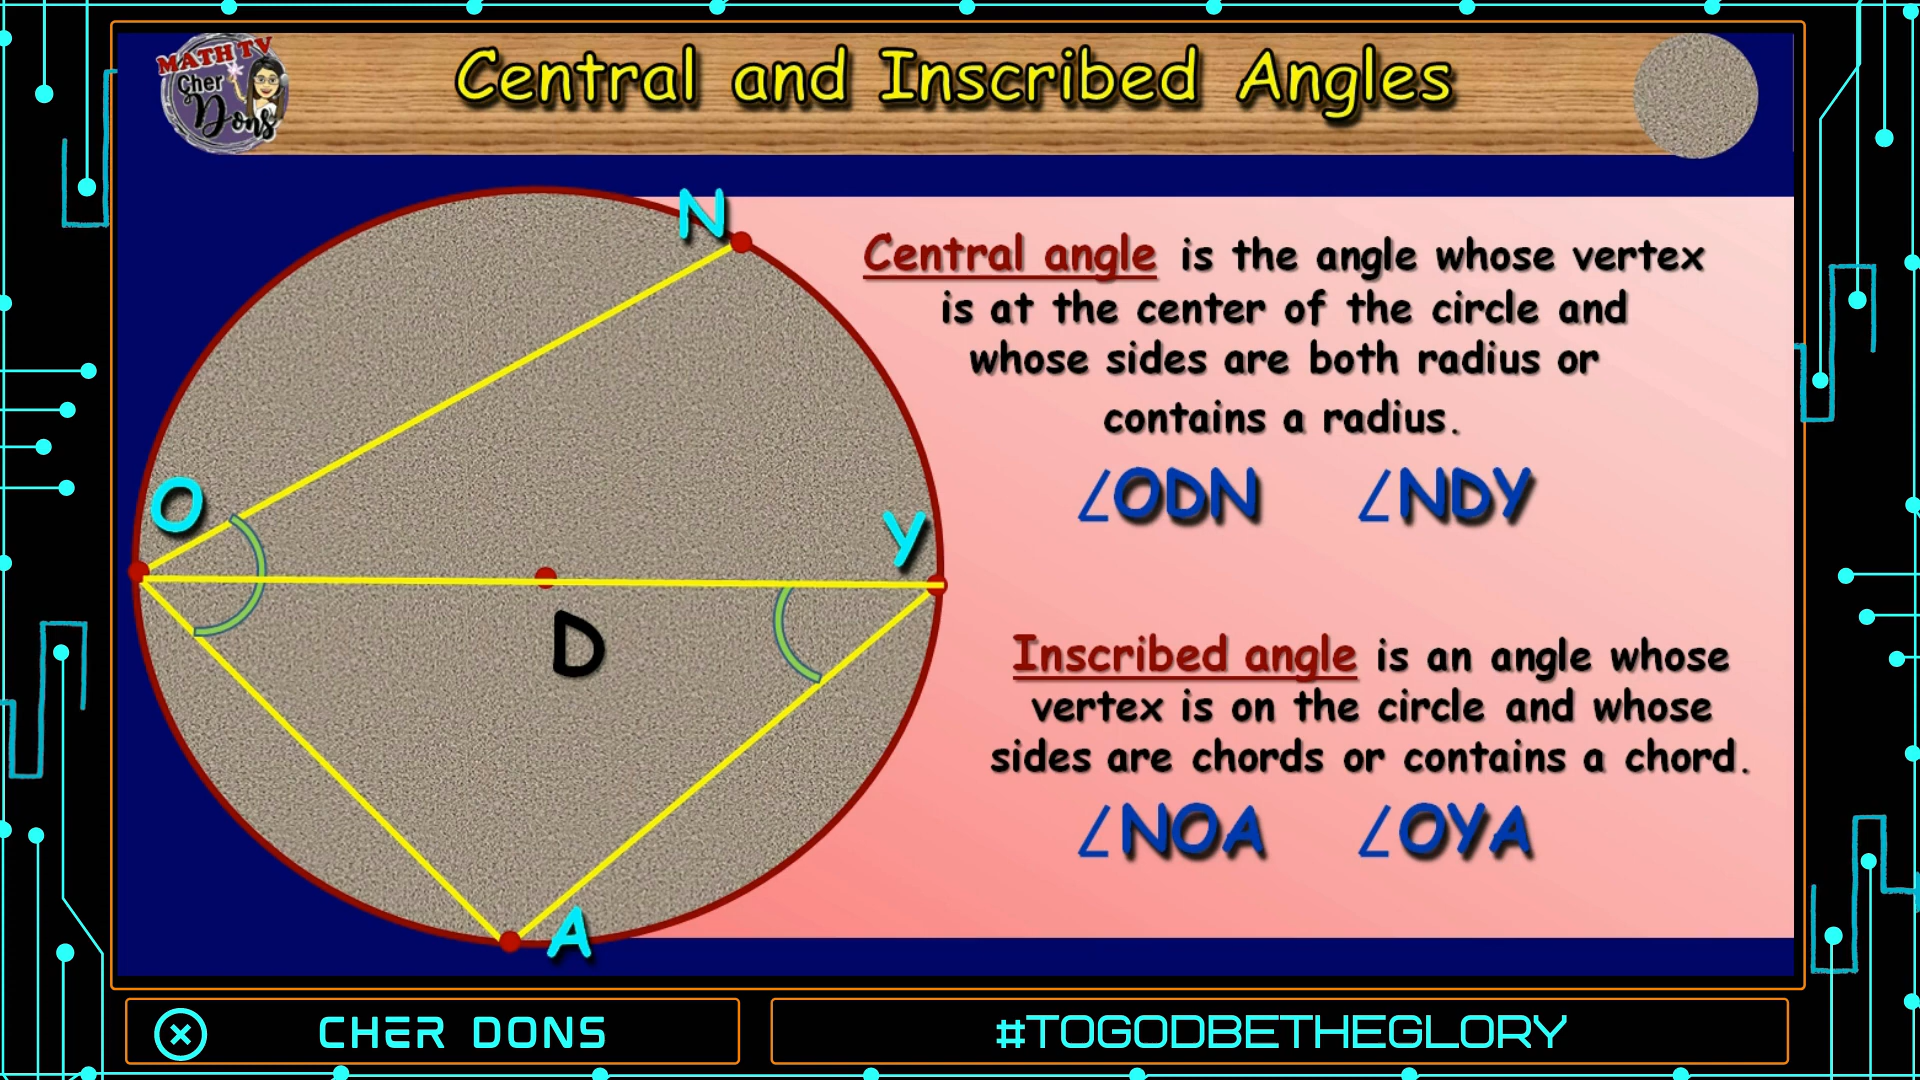 MATH TV
Cher
Dons
Central and Inscribed Angles
N
O
Y
D
A
Central angle is the angle whose vertex
is at the center of the circle and
whose sides are both radius or
contains a radius.
∠ODN ∠NDY
Inscribed angle is an angle whose
vertex is on the circle and whose
sides are chords or contains a chord.
∠NOA ∠OYA
CHER DONS
#TOGODBETHEGLORY